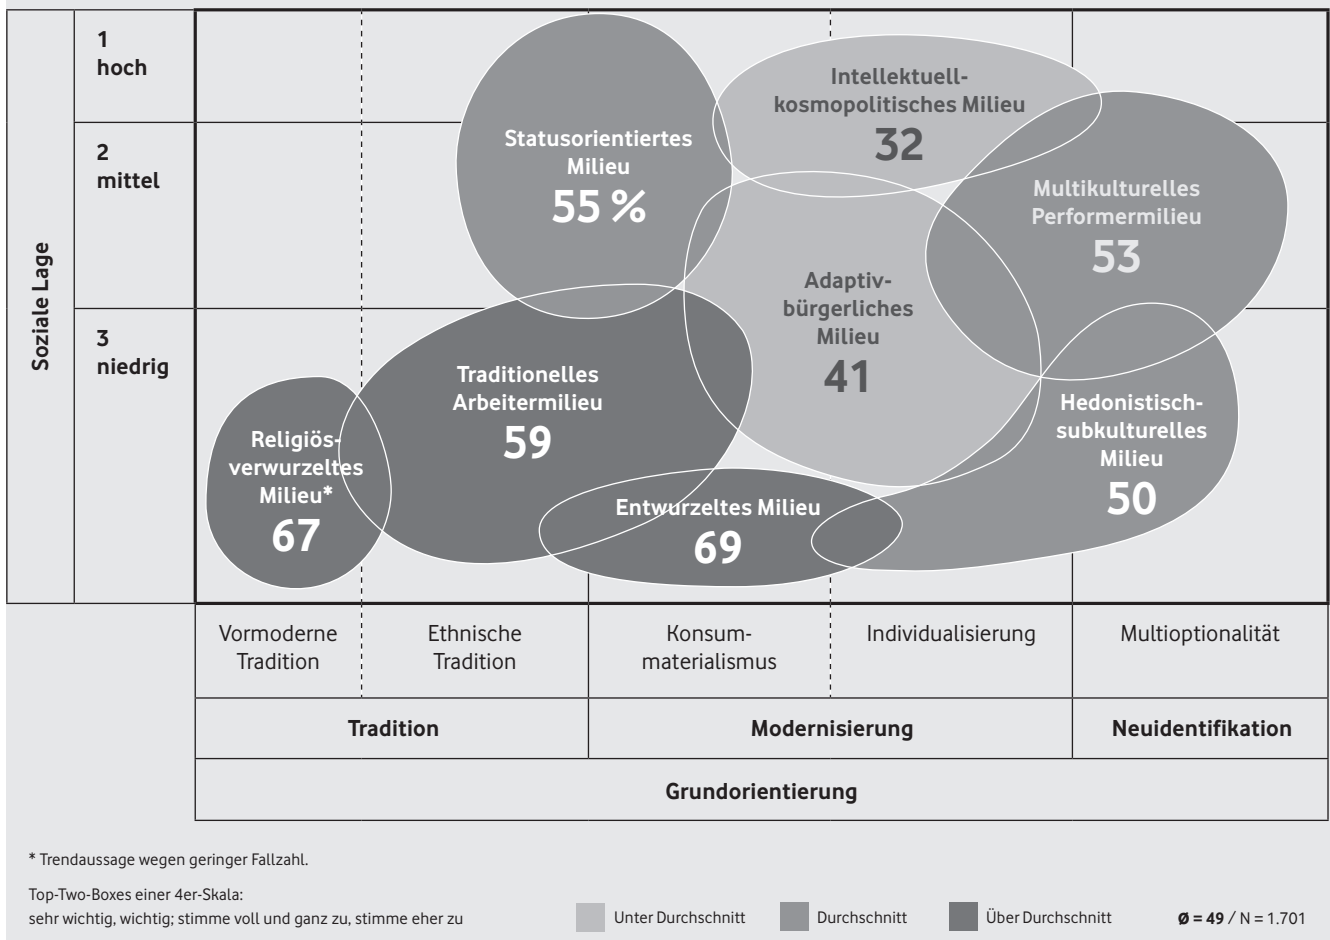 Soziale Lage
1
hoch
2
mittel
3
niedrig
Statusorientiertes
Milieu
55 %
Intellektuell-
kosmopolitisches Milieu
32
Multikulturelles
Performermilieu
53
Adaptiv-
bürgerliches
Milieu
41
Traditionelles
Arbeitermilieu
59
Hedonistisch-
subkulturelles
Milieu
50
Religiös-
verwurzeltes
Milieu*
67
Entwurzeltes Milieu
69
Vormoderne
Tradition
Ethnische
Tradition
Konsum-
materialismus
Individualisierung
Multioptionalität
Tradition
Modernisierung
Neuidentifikation
Grundorientierung
* Trendaussage wegen geringer Fallzahl.
Top-Two-Boxes einer 4er-Skala:
sehr wichtig, wichtig; stimme voll und ganz zu, stimme eher zu
Unter Durchschnitt
Durchschnitt
Über Durchschnitt
Ø = 49 / N = 1.701